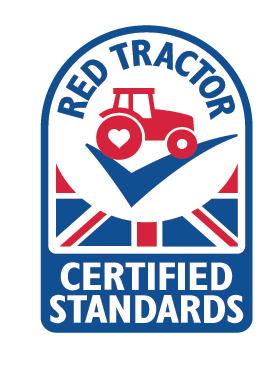 RED TRACTOR
CERTIFIED
STANDARDS